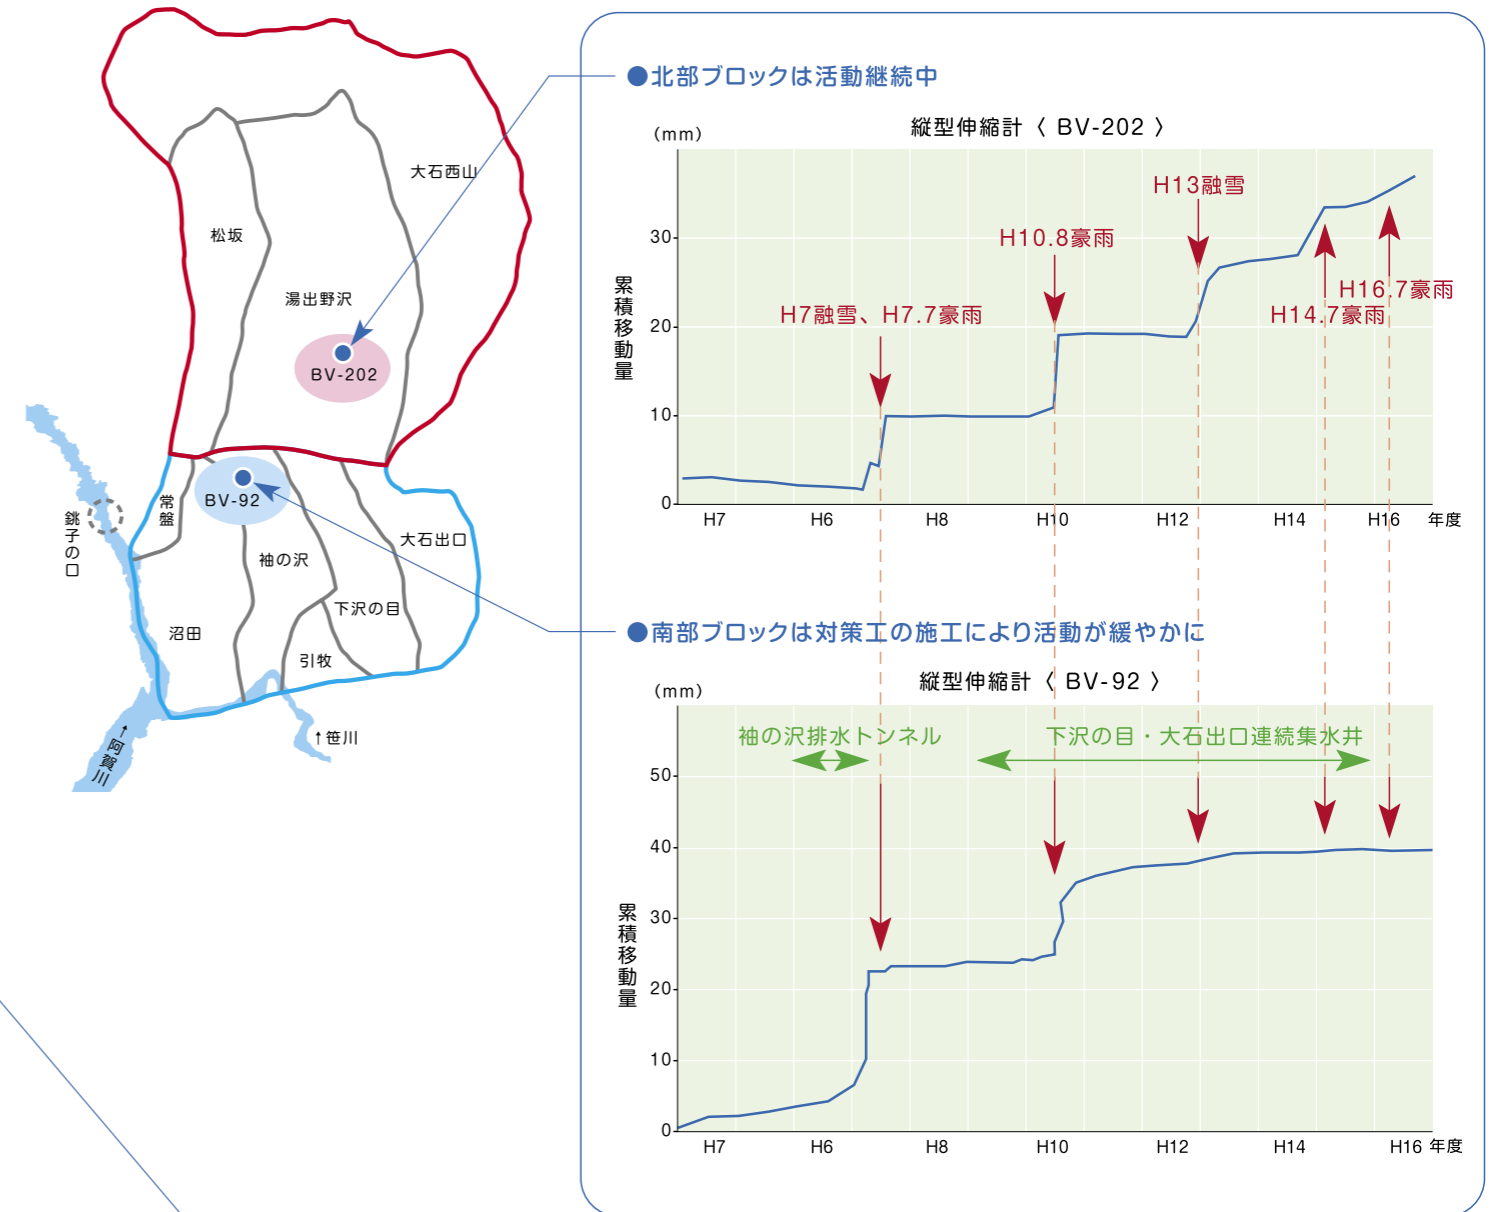 大石西山
松坂
湯出野沢
BV-202
BV-92
常盤
銚子の口
袖の沢
大石出口
下沢の目
沼田
引牧
↑笹川
↑阿賀川
●北部ブロックは活動継続中
縦型伸縮計〈 BV-202 〉
（mm）
H13融雪
H10.8豪雨
H7融雪、H7.7豪雨
H16.7豪雨
H14.7豪雨
累積移動量
30
20
10
0
H7 H6 H8 H10 H12 H14 H16 年度
●南部ブロックは対策工の施工により活動が緩やかに
縦型伸縮計〈 BV-92 〉
（mm）
袖の沢排水トンネル 下沢の目・大石出口連続集水井
累積移動量
50
40
30
20
10
0
H7 H6 H8 H10 H12 H14 H16 年度